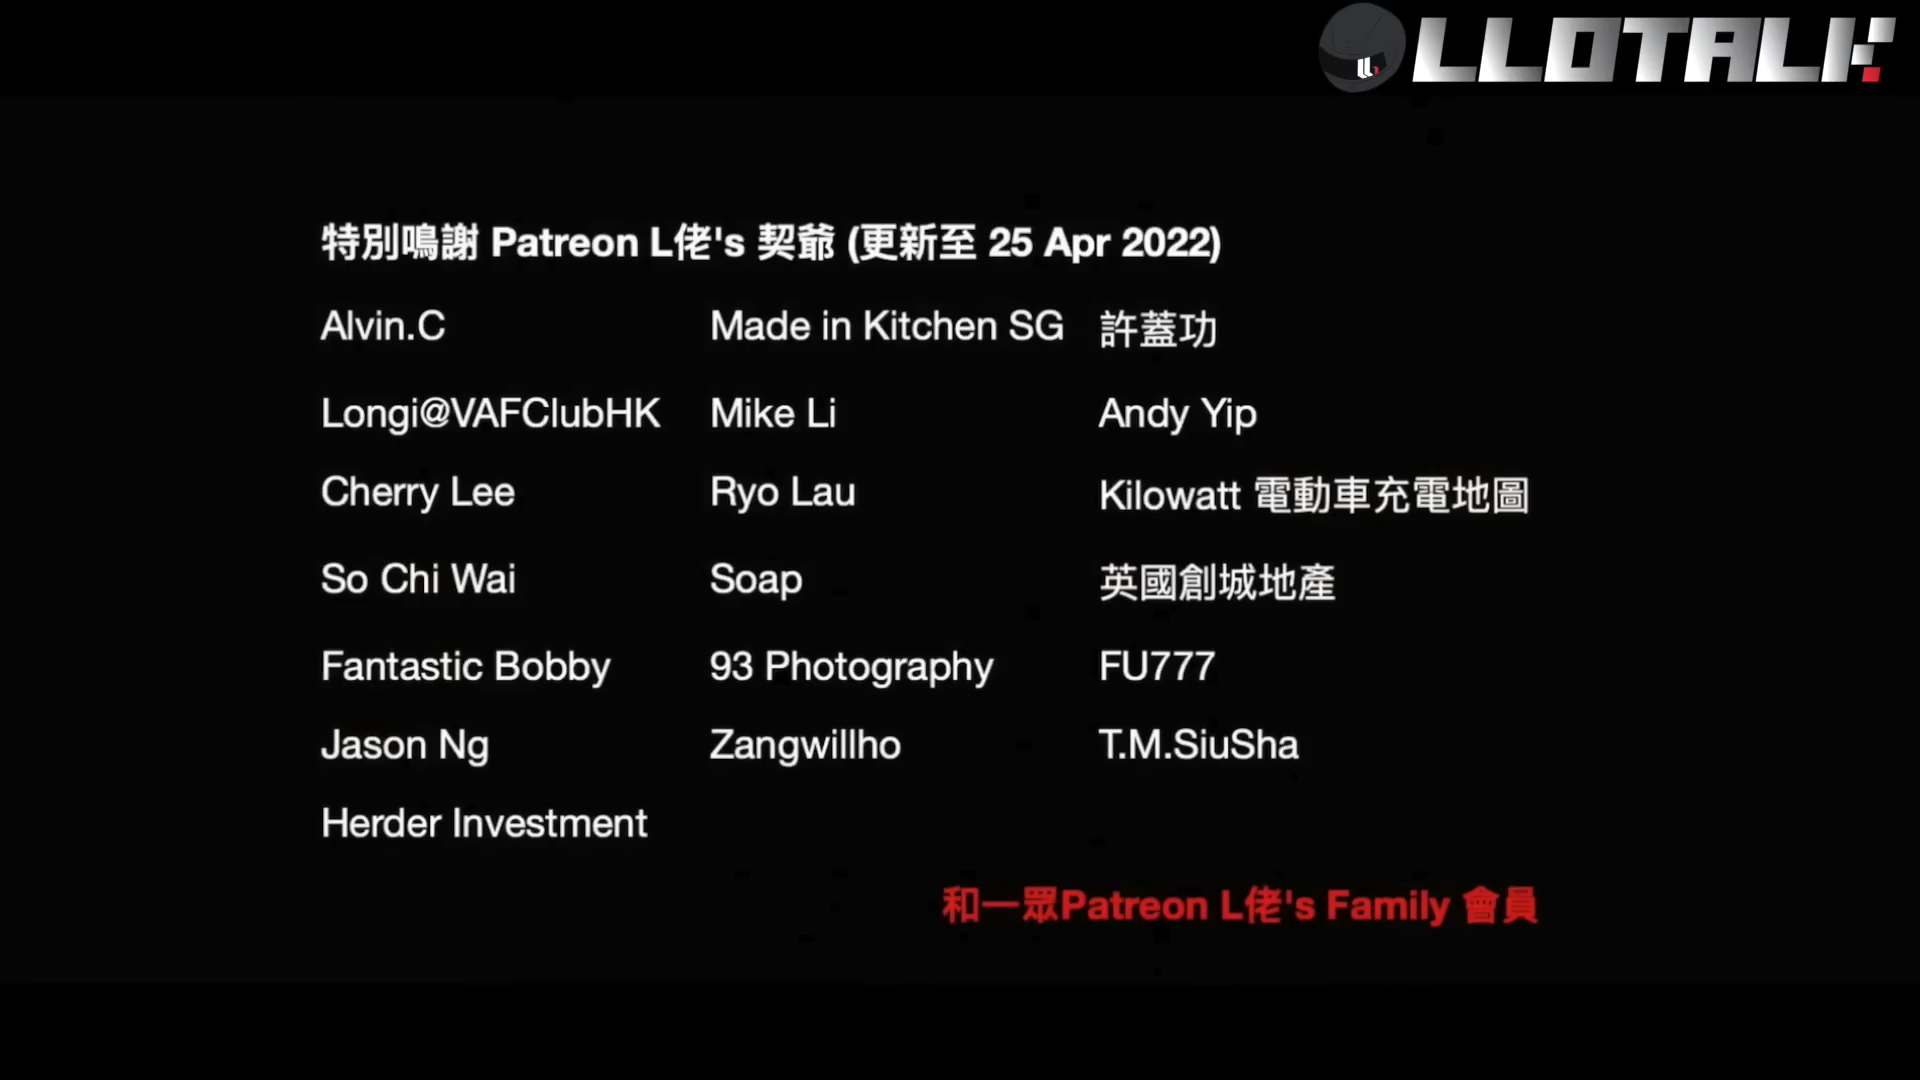 LLOTALK
特別鳴謝 Patreon L佬's 契爺 (更新至 25 Apr 2022)
Alvin.C Made in Kitchen SG 許蓋功
Longi@VAFClubHK Mike Li Andy Yip
Cherry Lee Ryo Lau Kilowatt 電動車充電地圖
So Chi Wai Soap 英國創城地產
Fantastic Bobby 93 Photography FU777
Jason Ng Zangwillho T.M.SiuSha
Herder Investment
和一眾Patreon L佬's Family 會員